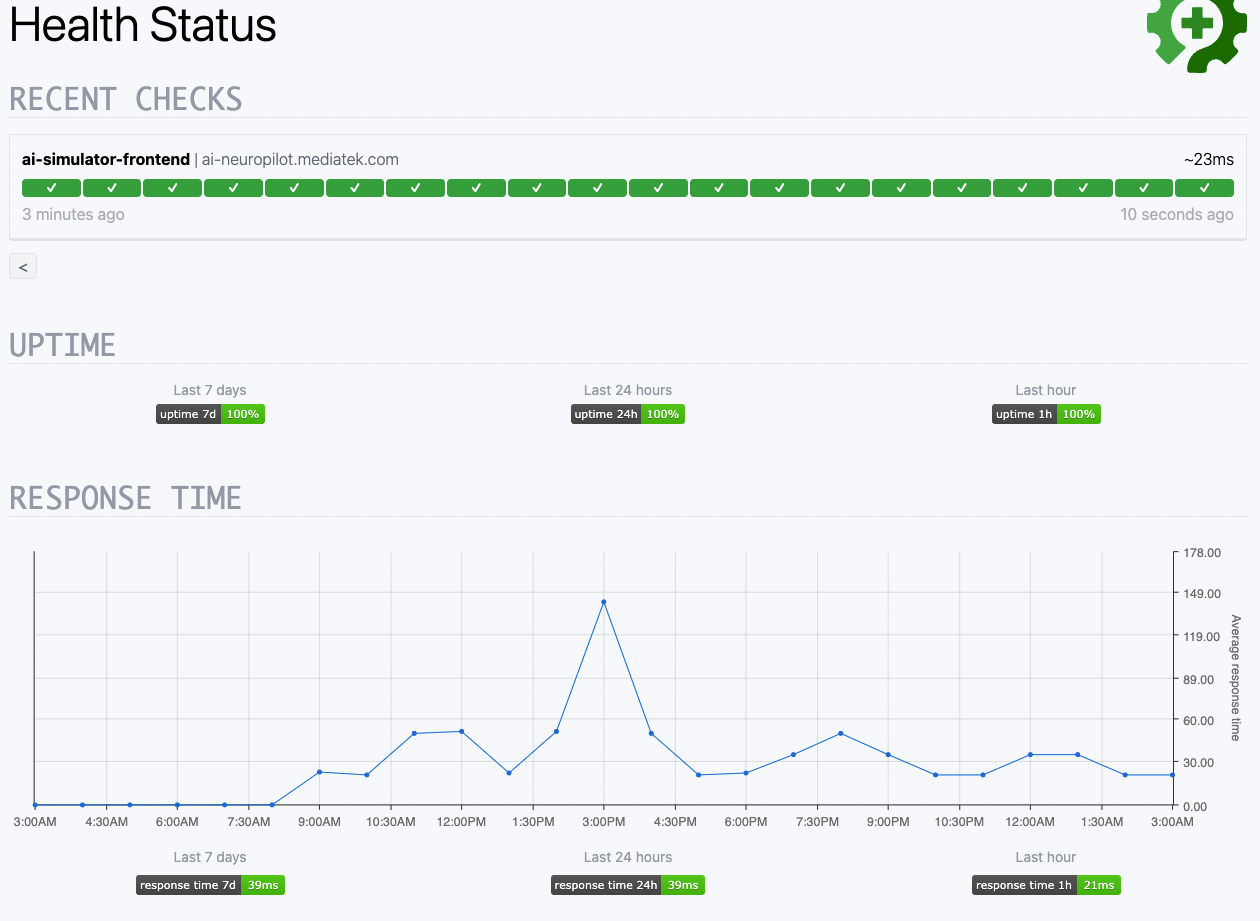 Health Status
RECENT CHECKS
ai-simulator-frontend | ai-neuropilot.mediatek.com
~23ms
3 minutes ago
10 seconds ago
<
UPTIME
Last 7 days
Last 24 hours
Last hour
uptime 7d 100%
uptime 24h 100%
uptime 1h 100%
RESPONSE TIME
178.00
149.00
119.00
89.00
60.00
30.00
0.00
Average response time
3:00AM 4:30AM 6:00AM 7:30AM 9:00AM 10:30AM 12:00PM 1:30PM 3:00PM 4:30PM 6:00PM 7:30PM 9:00PM 10:30PM 12:00AM 1:30AM 3:00AM
Last 7 days
Last 24 hours
Last hour
response time 7d 39ms
response time 24h 39ms
response time 1h 21ms